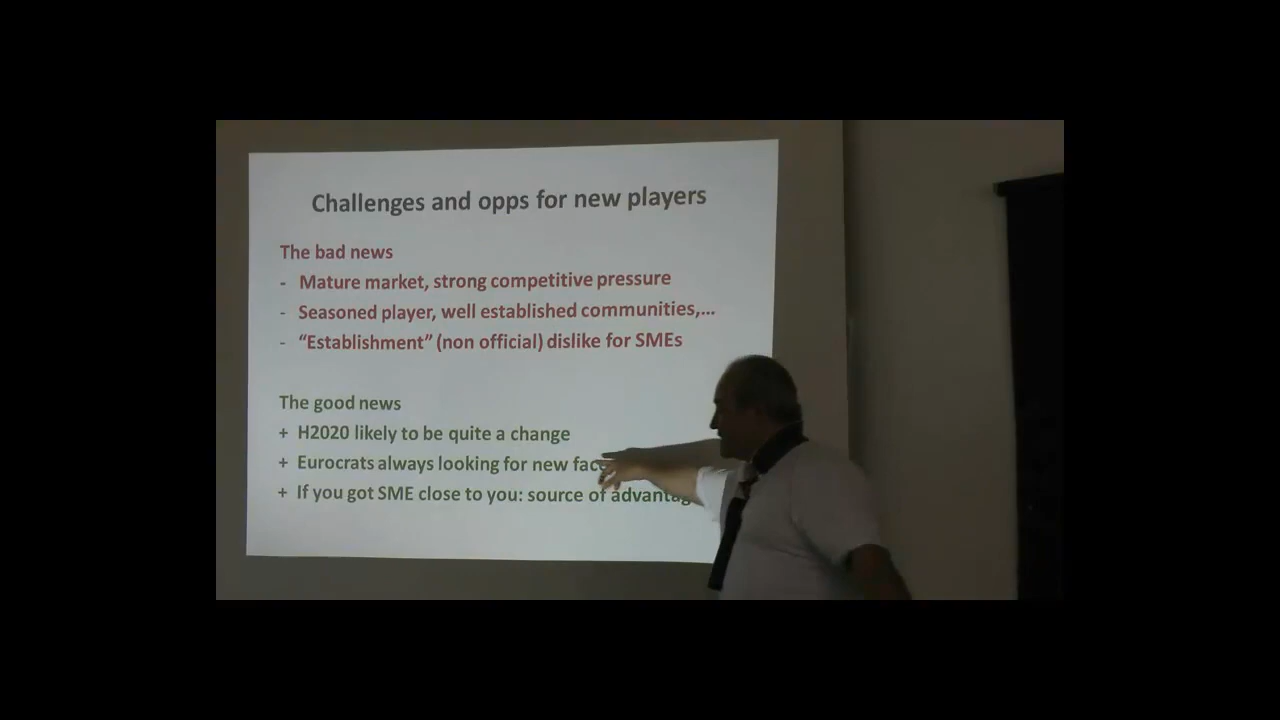 Challenges and opps for new players
The bad news
- Mature market, strong competitive pressure
- Seasoned player, well established communities,...
- “Establishment” (non official) dislike for SMEs
The good news
+ H2020 likely to be quite a change
+ Eurocrats always looking for new
+ If you got SME close to you: source of